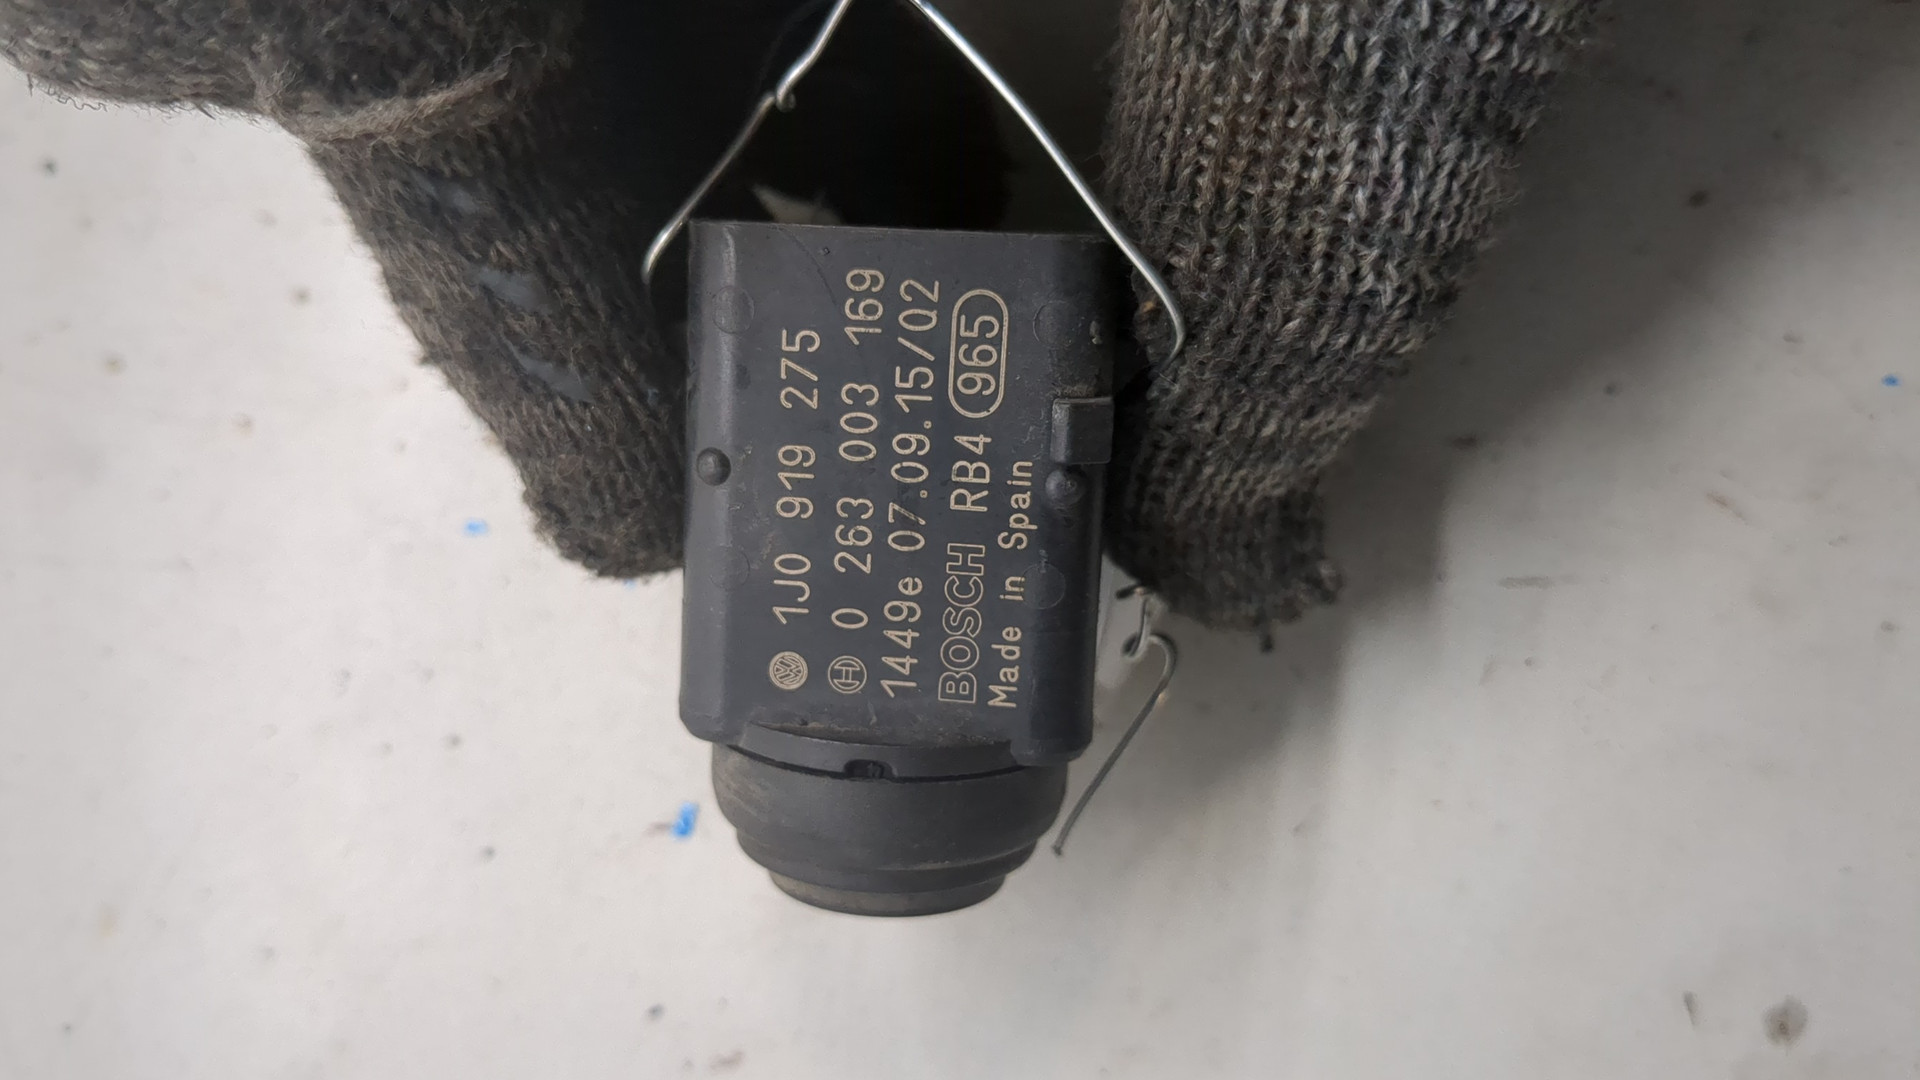 1J0 919 275
0 263 003 169
1449e 07.09.15/02
BOSCH RB4 965
Made in Spain